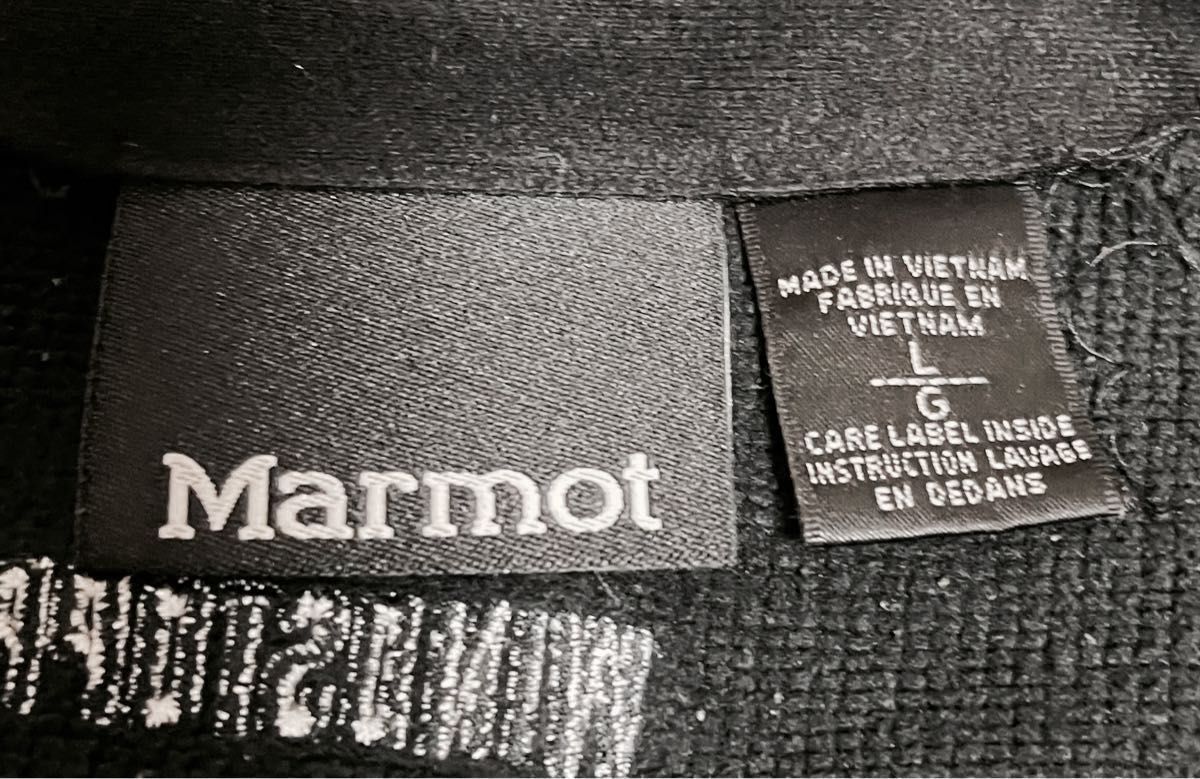 Marmot
MADE IN VIETNAM
FABRIQUE EN
VIETNAM
L
G
CARE LABEL INSIDE
INSTRUCTION LAVAGE
EN DEDANS